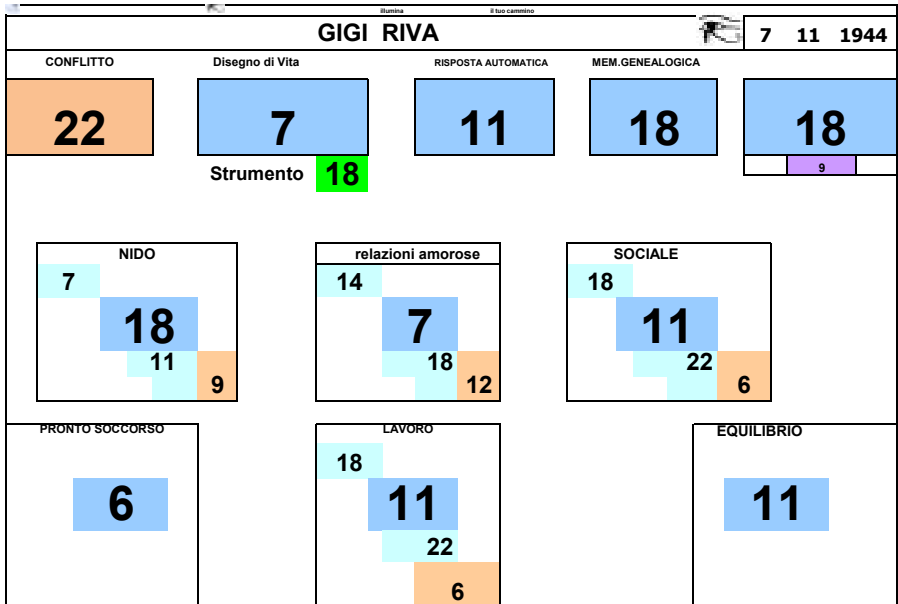 illumina il tuo cammino
GIGI RIVA 7 11 1944
CONFLITTO Disegno di Vita RISPOSTA AUTOMATICA MEM.GENEALOGICA
22 7 11 18 18
Strumento 18 9
NIDO relazioni amorose SOCIALE
7 14 18
18 7 11
11 18 22
9 12 6
PRONTO SOCCORSO LAVORO EQUILIBRIO
18
6 11 11
22
6